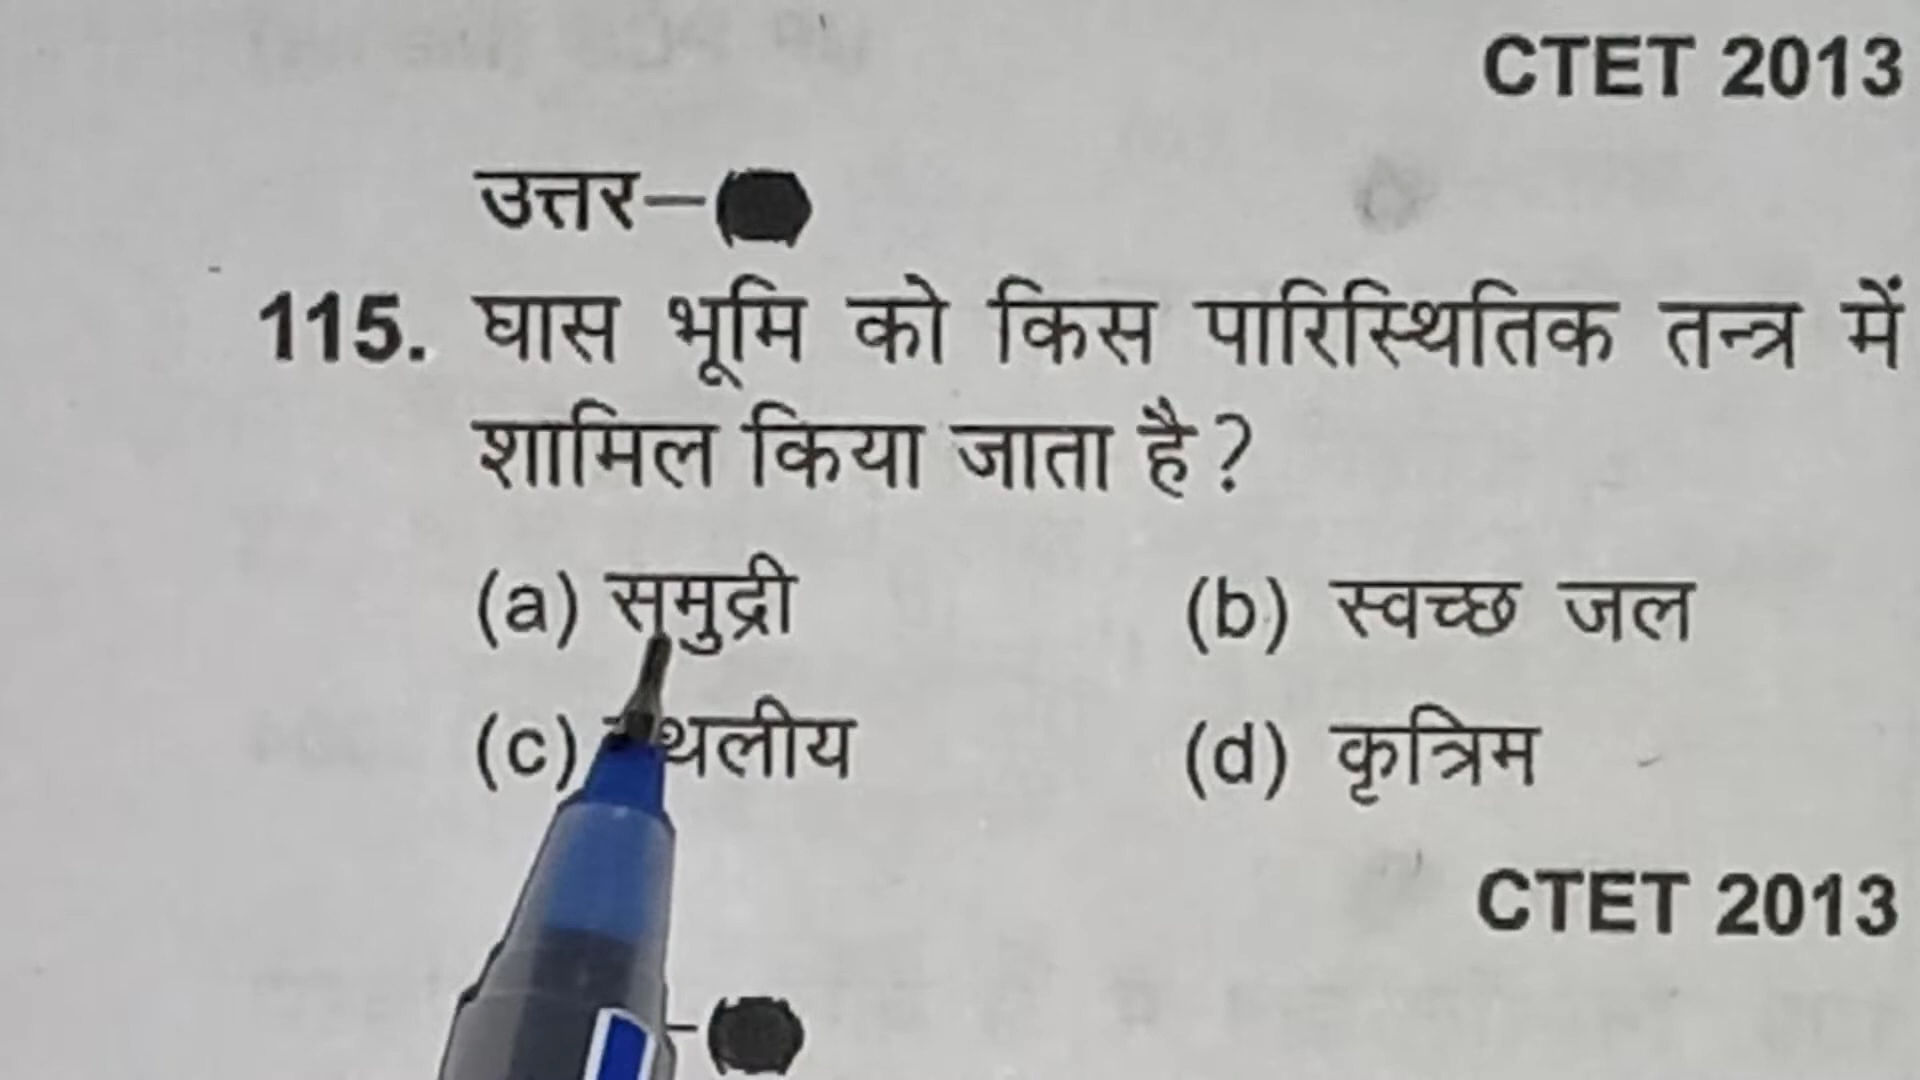 CTET 2013
उत्तर–
115. घास भूमि को किस पारिस्थितिक तन्त्र में
शामिल किया जाता है?
(a) समुद्री (b) स्वच्छ जल
(c) स्थलीय (d) कृत्रिम
CTET 2013